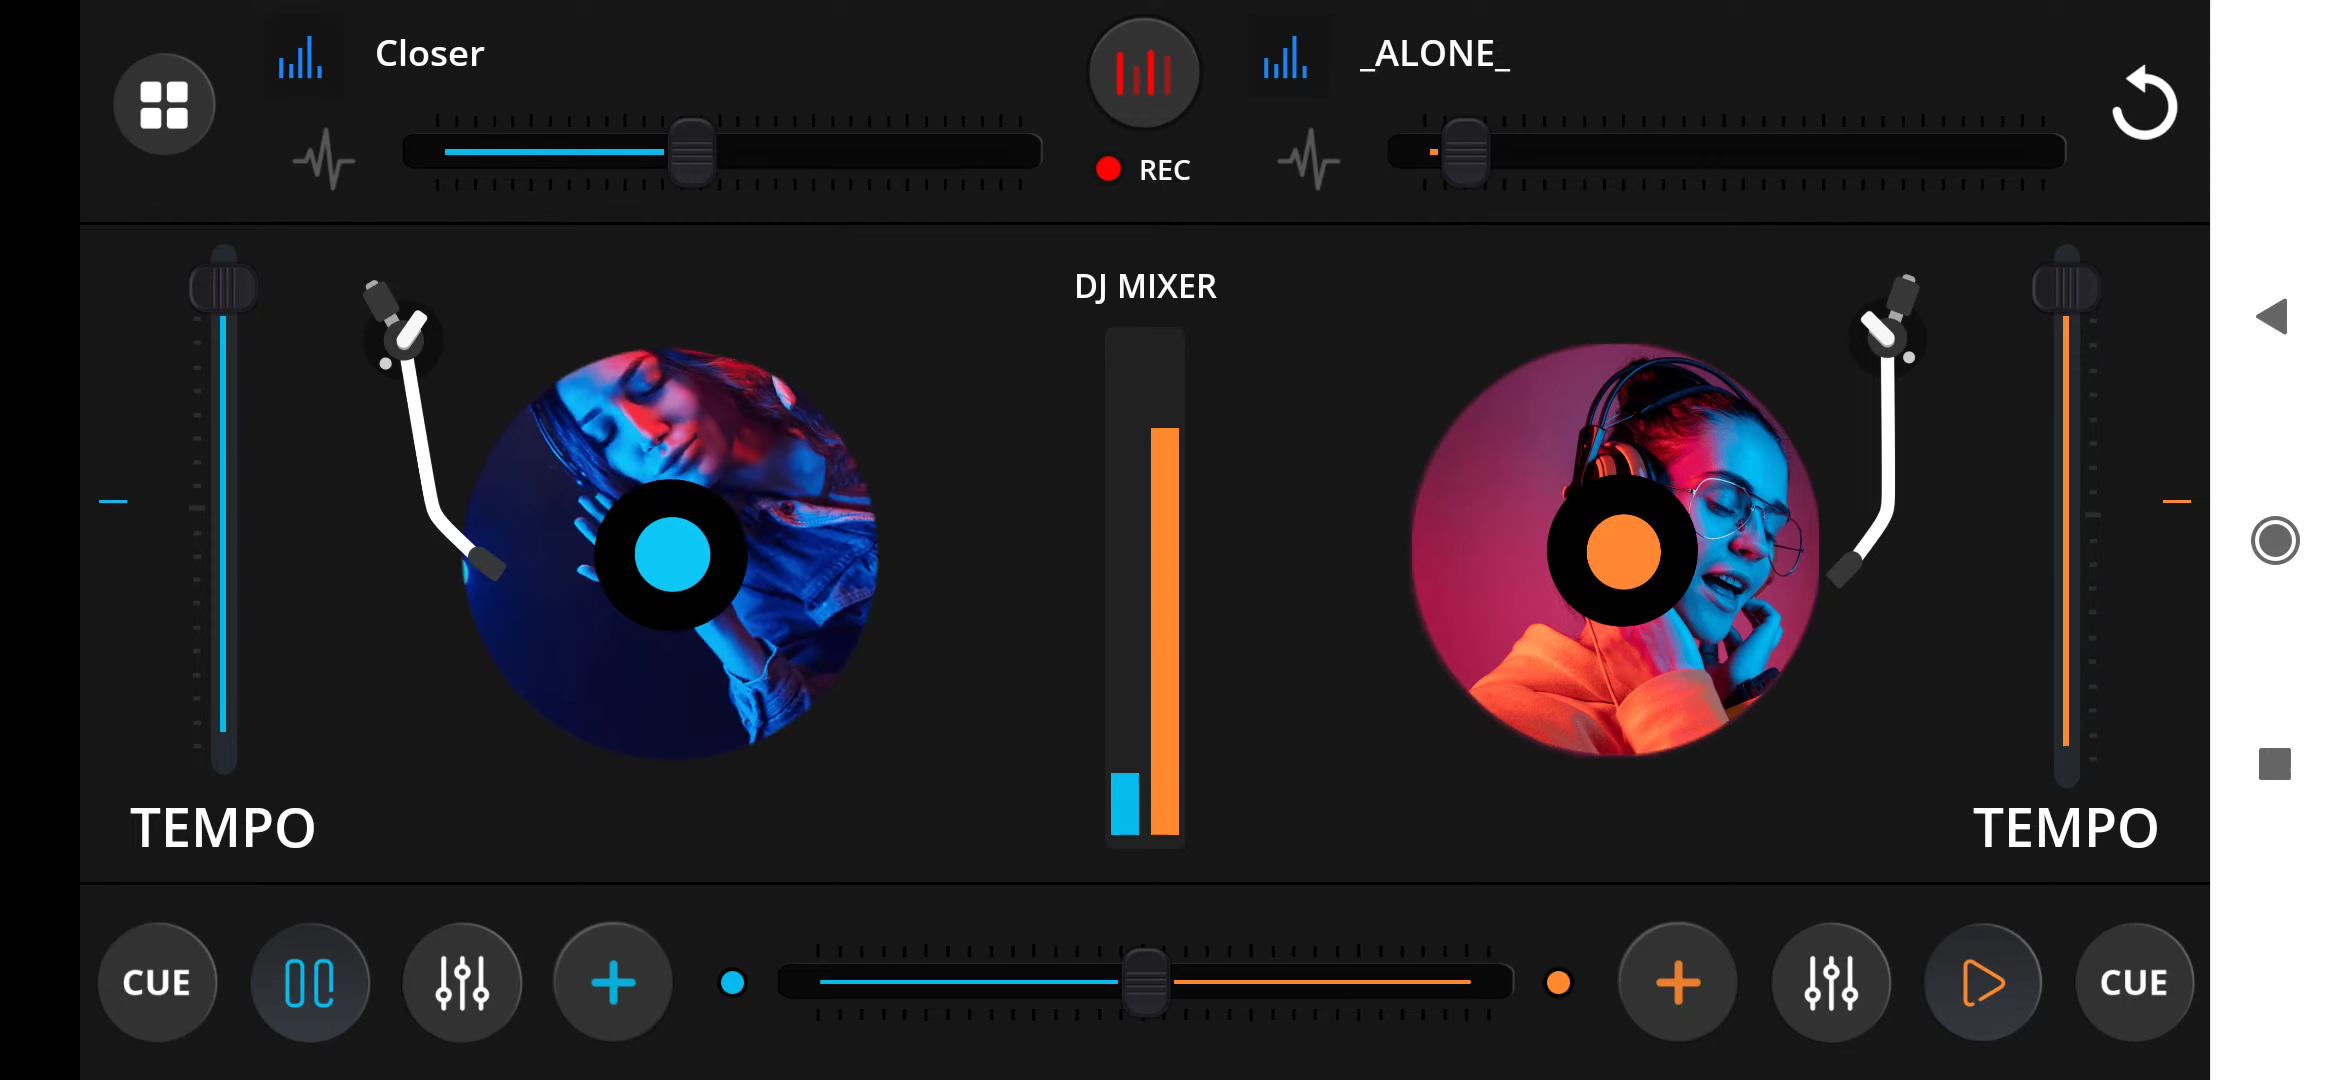 Closer
_ALONE_
REC
DJ MIXER
TEMPO
TEMPO
CUE
CUE